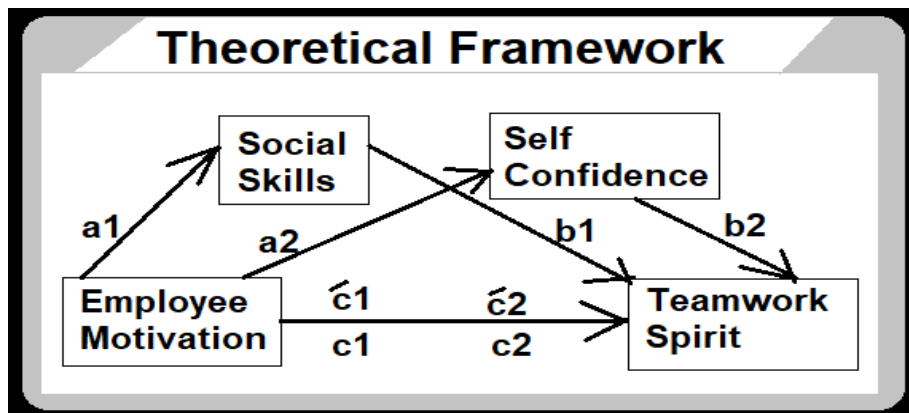 Theoretical Framework
Social
Skills
Self
Confidence
a1
a2
b1
b2
Employee
Motivation
ć1
ć2
c1
c2
Teamwork
Spirit